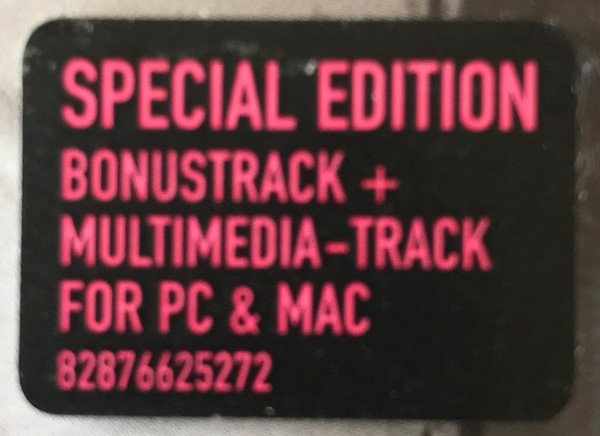 SPECIAL EDITION
BONUSTRACK +
MULTIMEDIA-TRACK
FOR PC & MAC
82876625272